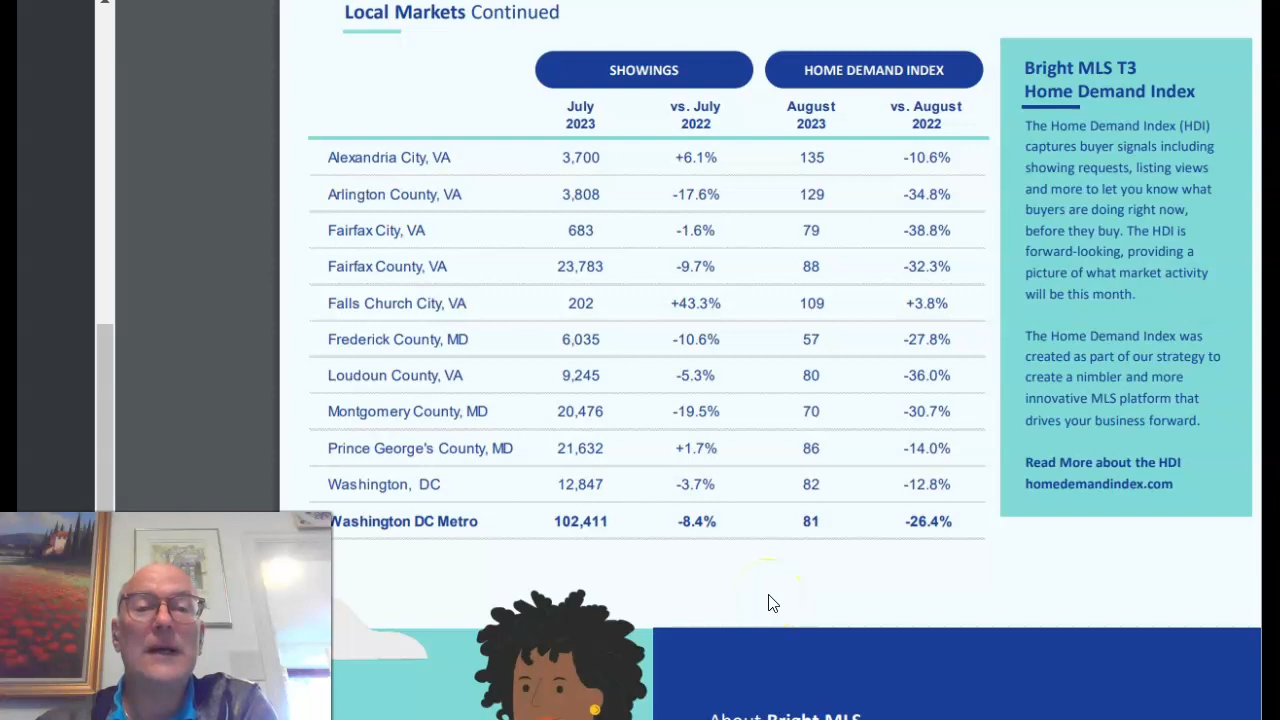 Local Markets Continued
SHOWINGS HOME DEMAND INDEX
July vs. July August vs. August
2023 2022 2023 2022
Alexandria City, VA 3,700 +6.1% 135 -10.6%
Arlington County, VA 3,808 -17.6% 129 -34.8%
Fairfax City, VA 683 -1.6% 79 -38.8%
Fairfax County, VA 23,783 -9.7% 88 -32.3%
Falls Church City, VA 202 +43.3% 109 +3.8%
Frederick County, MD 6,035 -10.6% 57 -27.8%
Loudoun County, VA 9,245 -5.3% 80 -36.0%
Montgomery County, MD 20,476 -19.5% 70 -30.7%
Prince George's County, MD 21,632 +1.7% 86 -14.0%
Washington, DC 12,847 -3.7% 82 -12.8%
Washington DC Metro 102,411 -8.4% 81 -26.4%
Bright MLS T3
Home Demand Index
The Home Demand Index (HDI)
captures buyer signals including
showing requests, listing views
and more to let you know what
buyers are doing right now,
before they buy. The HDI is
forward-looking, providing a
picture of what market activity
will be this month.
The Home Demand Index was
created as part of our strategy to
create a nimbler and more
innovative MLS platform that
drives your business forward.
Read More about the HDI
homedemandindex.com
About Bright MLS